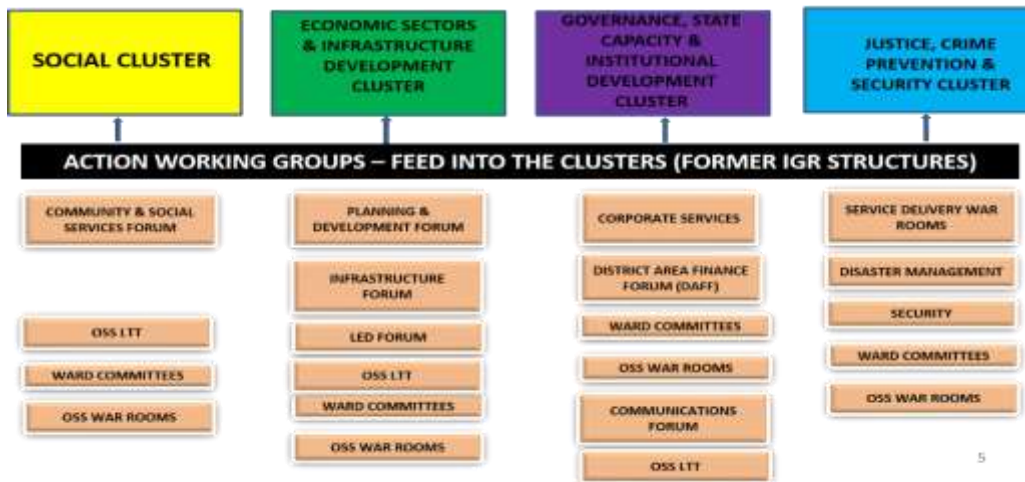 SOCIAL CLUSTER
ECONOMIC SECTORS
& INFRASTRUCTURE
DEVELOPMENT
CLUSTER
GOVERNANCE, STATE
CAPACITY &
INSTITUTIONAL
DEVELOPMENT
CLUSTER
JUSTICE, CRIME
PREVENTION &
SECURITY CLUSTER
ACTION WORKING GROUPS – FEED INTO THE CLUSTERS (FORMER IGR STRUCTURES)
COMMUNITY & SOCIAL
SERVICES FORUM
OSS LTT
WARD COMMITTEES
OSS WAR ROOMS
PLANNING &
DEVELOPMENT FORUM
INFRASTRUCTURE
FORUM
LED FORUM
OSS LTT
WARD COMMITTEES
OSS WAR ROOMS
CORPORATE SERVICES
DISTRICT AREA FINANCE
FORUM (DAFF)
WARD COMMITTEES
OSS WAR ROOMS
COMMUNICATIONS
FORUM
OSS LTT
SERVICE DELIVERY WAR
ROOMS
DISASTER MANAGEMENT
SECURITY
WARD COMMITTEES
OSS WAR ROOMS
5